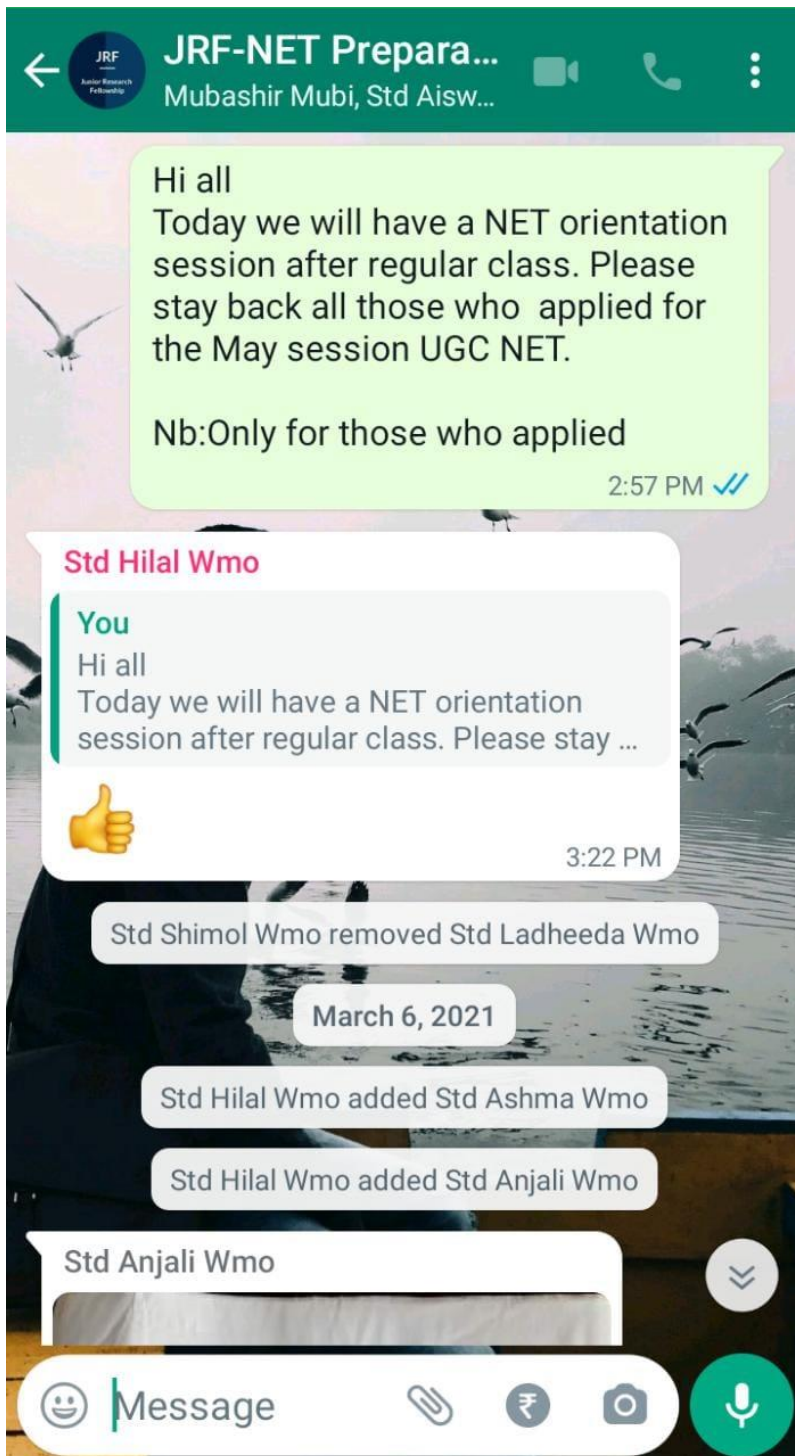 JRF
Junior Research
Fellowship
JRF-NET Prepara...
Mubashir Mubi, Std Aisw...
Hi all
Today we will have a NET orientation
session after regular class. Please
stay back all those who  applied for
the May session UGC NET.
Nb:Only for those who applied
2:57 PM
Std Hilal Wmo
You
Hi all
Today we will have a NET orientation
session after regular class. Please stay ...
3:22 PM
Std Shimol Wmo removed Std Ladheeda Wmo
March 6, 2021
Std Hilal Wmo added Std Ashma Wmo
Std Hilal Wmo added Std Anjali Wmo
Std Anjali Wmo
Message
₹